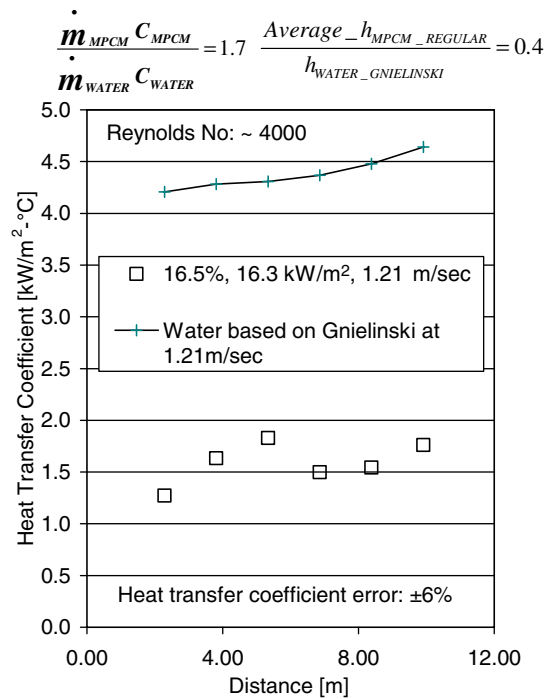 ṁ MPCM C MPCM / ṁ WATER C WATER = 1.7
Average_h MPCM_REGULAR / h WATER_GNIELINSKI = 0.4
5.0
Reynolds No: ~ 4000
4.5
4.0
3.5
3.0
2.5
2.0
1.5
1.0
0.5
0.0
16.5%, 16.3 kW/m², 1.21 m/sec
Water based on Gnielinski at
1.21m/sec
Heat transfer coefficient error: ±6%
0.00 4.00 8.00 12.00
Distance [m]
Heat Transfer Coefficient [kW/m²-°C]